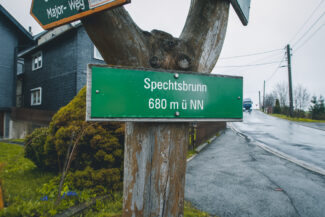 Major-Weg
Spechtsbrunn
680 m ü NN